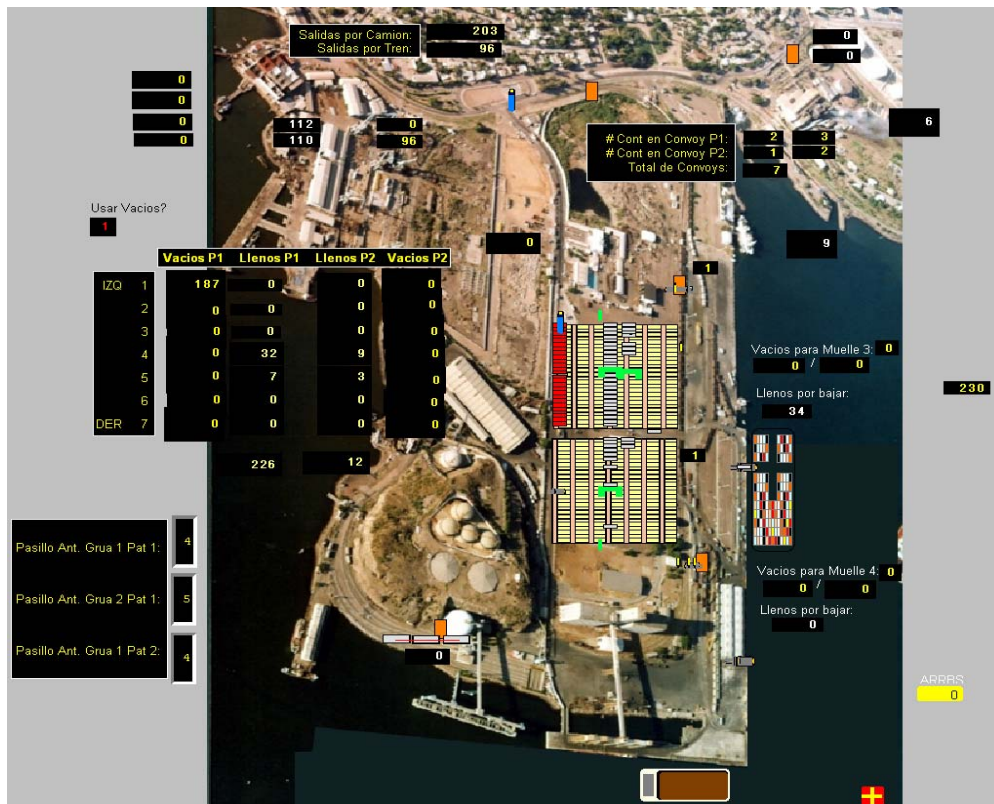 Salidas por Camion: 203
Salidas por Tren: 96
0
0
0
0
0
0
112 0
110 96
6
# Cont en Convoy P1: 2 3
# Cont en Convoy P2: 1 2
Total de Convoys: 7
Usar Vacios?
1
0
9
Vacios P1 Llenos P1 Llenos P2 Vacios P2
IZQ 1 187 0 0 0
2 0 0 0 0
3 0 0 0 0
4 0 32 9 0
5 0 7 3 0
6 0 0 0 0
DER 7 0 0 0 0
226 12
1
Vacios para Muelle 3: 0
0 / 0
Llenos por bajar:
34
230
1
Pasillo Ant. Grua 1 Pat 1: 4
Pasillo Ant. Grua 2 Pat 1: 5
Pasillo Ant. Grua 1 Pat 2: 4
Vacios para Muelle 4: 0
0 / 0
Llenos por bajar:
0
0
ARRBS
0